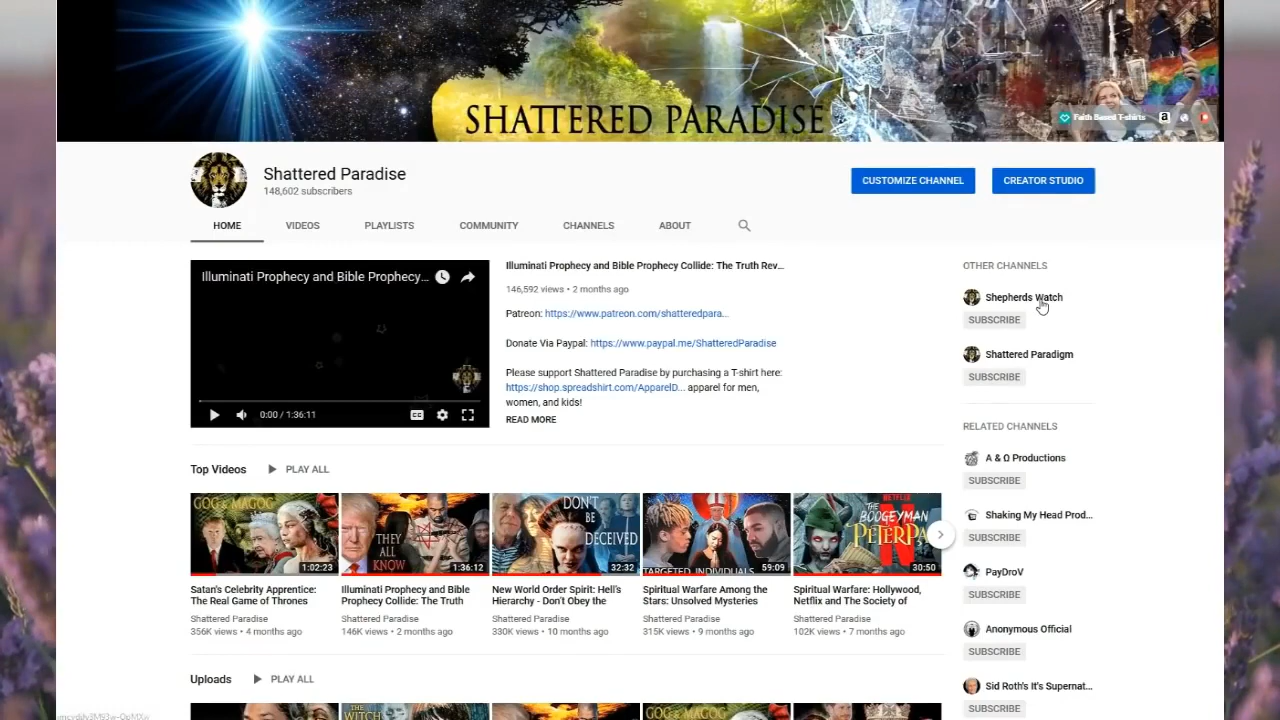 SHATTERED PARADISE
Faith Based T-shirts
Shattered Paradise
148,602 subscribers
CUSTOMIZE CHANNEL
CREATOR STUDIO
HOME
VIDEOS
PLAYLISTS
COMMUNITY
CHANNELS
ABOUT
Illuminati Prophecy and Bible Prophecy...
0:00 / 1:36:11
CC
Illuminati Prophecy and Bible Prophecy Collide: The Truth Rev...
146,592 views • 2 months ago
Patreon: https://www.patreon.com/shatteredpara...
Donate Via Paypal: https://www.paypal.me/ShatteredParadise
Please support Shattered Paradise by purchasing a T-shirt here:
https://shop.spreadshirt.com/ApparelD... apparel for men,
women, and kids!
READ MORE
OTHER CHANNELS
Shepherds Watch
SUBSCRIBE
Shattered Paradigm
SUBSCRIBE
RELATED CHANNELS
A & Ω Productions
SUBSCRIBE
Shaking My Head Prod...
SUBSCRIBE
PayDroV
SUBSCRIBE
Anonymous Official
SUBSCRIBE
Sid Roth's It's Supernat...
SUBSCRIBE
Top Videos
PLAY ALL
GOG & MAGOG
1:02:23
Satan's Celebrity Apprentice:
The Real Game of Thrones
Shattered Paradise
356K views • 4 months ago
THEY
ALL
KNOW
1:36:12
Illuminati Prophecy and Bible
Prophecy Collide: The Truth
Shattered Paradise
146K views • 2 months ago
DON'T
BE
DECEIVED
32:32
New World Order Spirit: Hell's
Hierarchy - Don't Obey the
Shattered Paradise
330K views • 10 months ago
TARGETED INDIVIDUALS
59:09
Spiritual Warfare Among the
Stars: Unsolved Mysteries
Shattered Paradise
315K views • 9 months ago
NETFLIX
THE
BOOGEYMAN
PETERPA
30:50
Spiritual Warfare: Hollywood,
Netflix and The Society of
Shattered Paradise
102K views • 7 months ago
Uploads
PLAY ALL
THE
WITCH
GOG & MAGOG